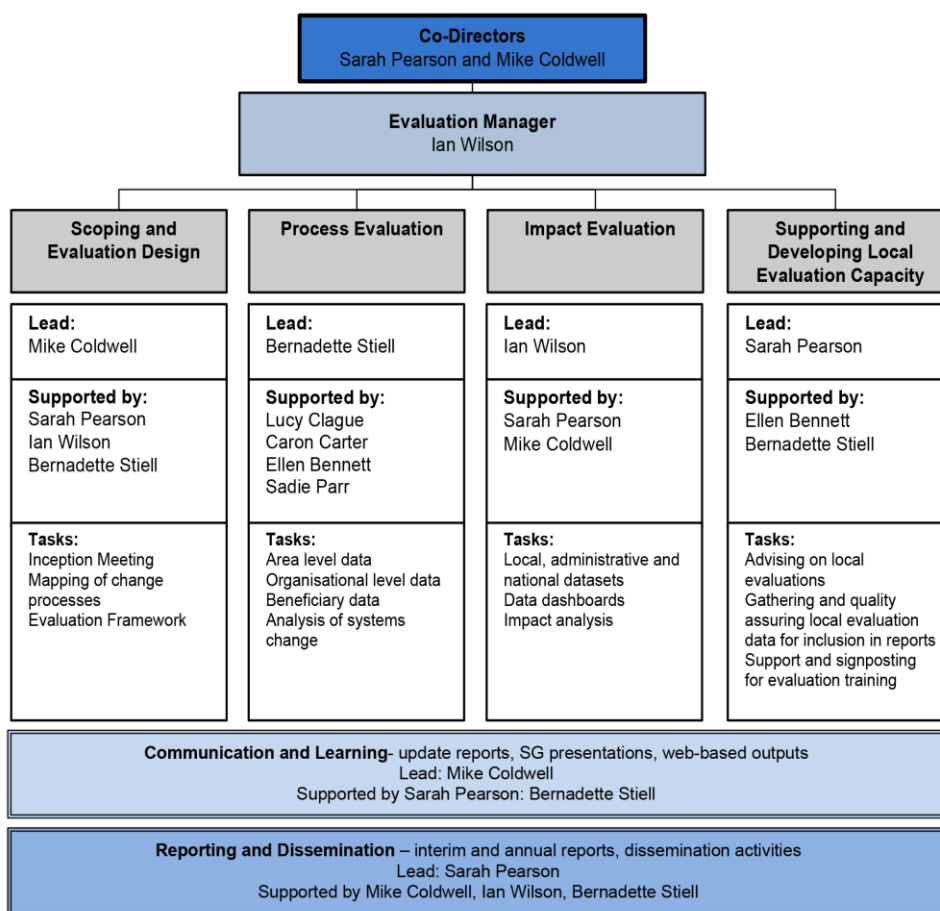 Co-Directors
Sarah Pearson and Mike Coldwell
Evaluation Manager
Ian Wilson
Scoping and
Evaluation Design
Process Evaluation
Impact Evaluation
Supporting and
Developing Local
Evaluation Capacity
Lead:
Mike Coldwell
Lead:
Bernadette Stiell
Lead:
Ian Wilson
Lead:
Sarah Pearson
Supported by:
Sarah Pearson
Ian Wilson
Bernadette Stiell
Supported by:
Lucy Clague
Caron Carter
Ellen Bennett
Sadie Parr
Supported by:
Sarah Pearson
Mike Coldwell
Supported by:
Ellen Bennett
Bernadette Stiell
Tasks:
Inception Meeting
Mapping of change
processes
Evaluation Framework
Tasks:
Area level data
Organisational level data
Beneficiary data
Analysis of systems
change
Tasks:
Local, administrative and
national datasets
Data dashboards
Impact analysis
Tasks:
Advising on local
evaluations
Gathering and quality
assuring local evaluation
data for inclusion in reports
Support and signposting
for evaluation training
Communication and Learning- update reports, SG presentations, web-based outputs
Lead: Mike Coldwell
Supported by Sarah Pearson: Bernadette Stiell
Reporting and Dissemination – interim and annual reports, dissemination activities
Lead: Sarah Pearson
Supported by Mike Coldwell, Ian Wilson, Bernadette Stiell